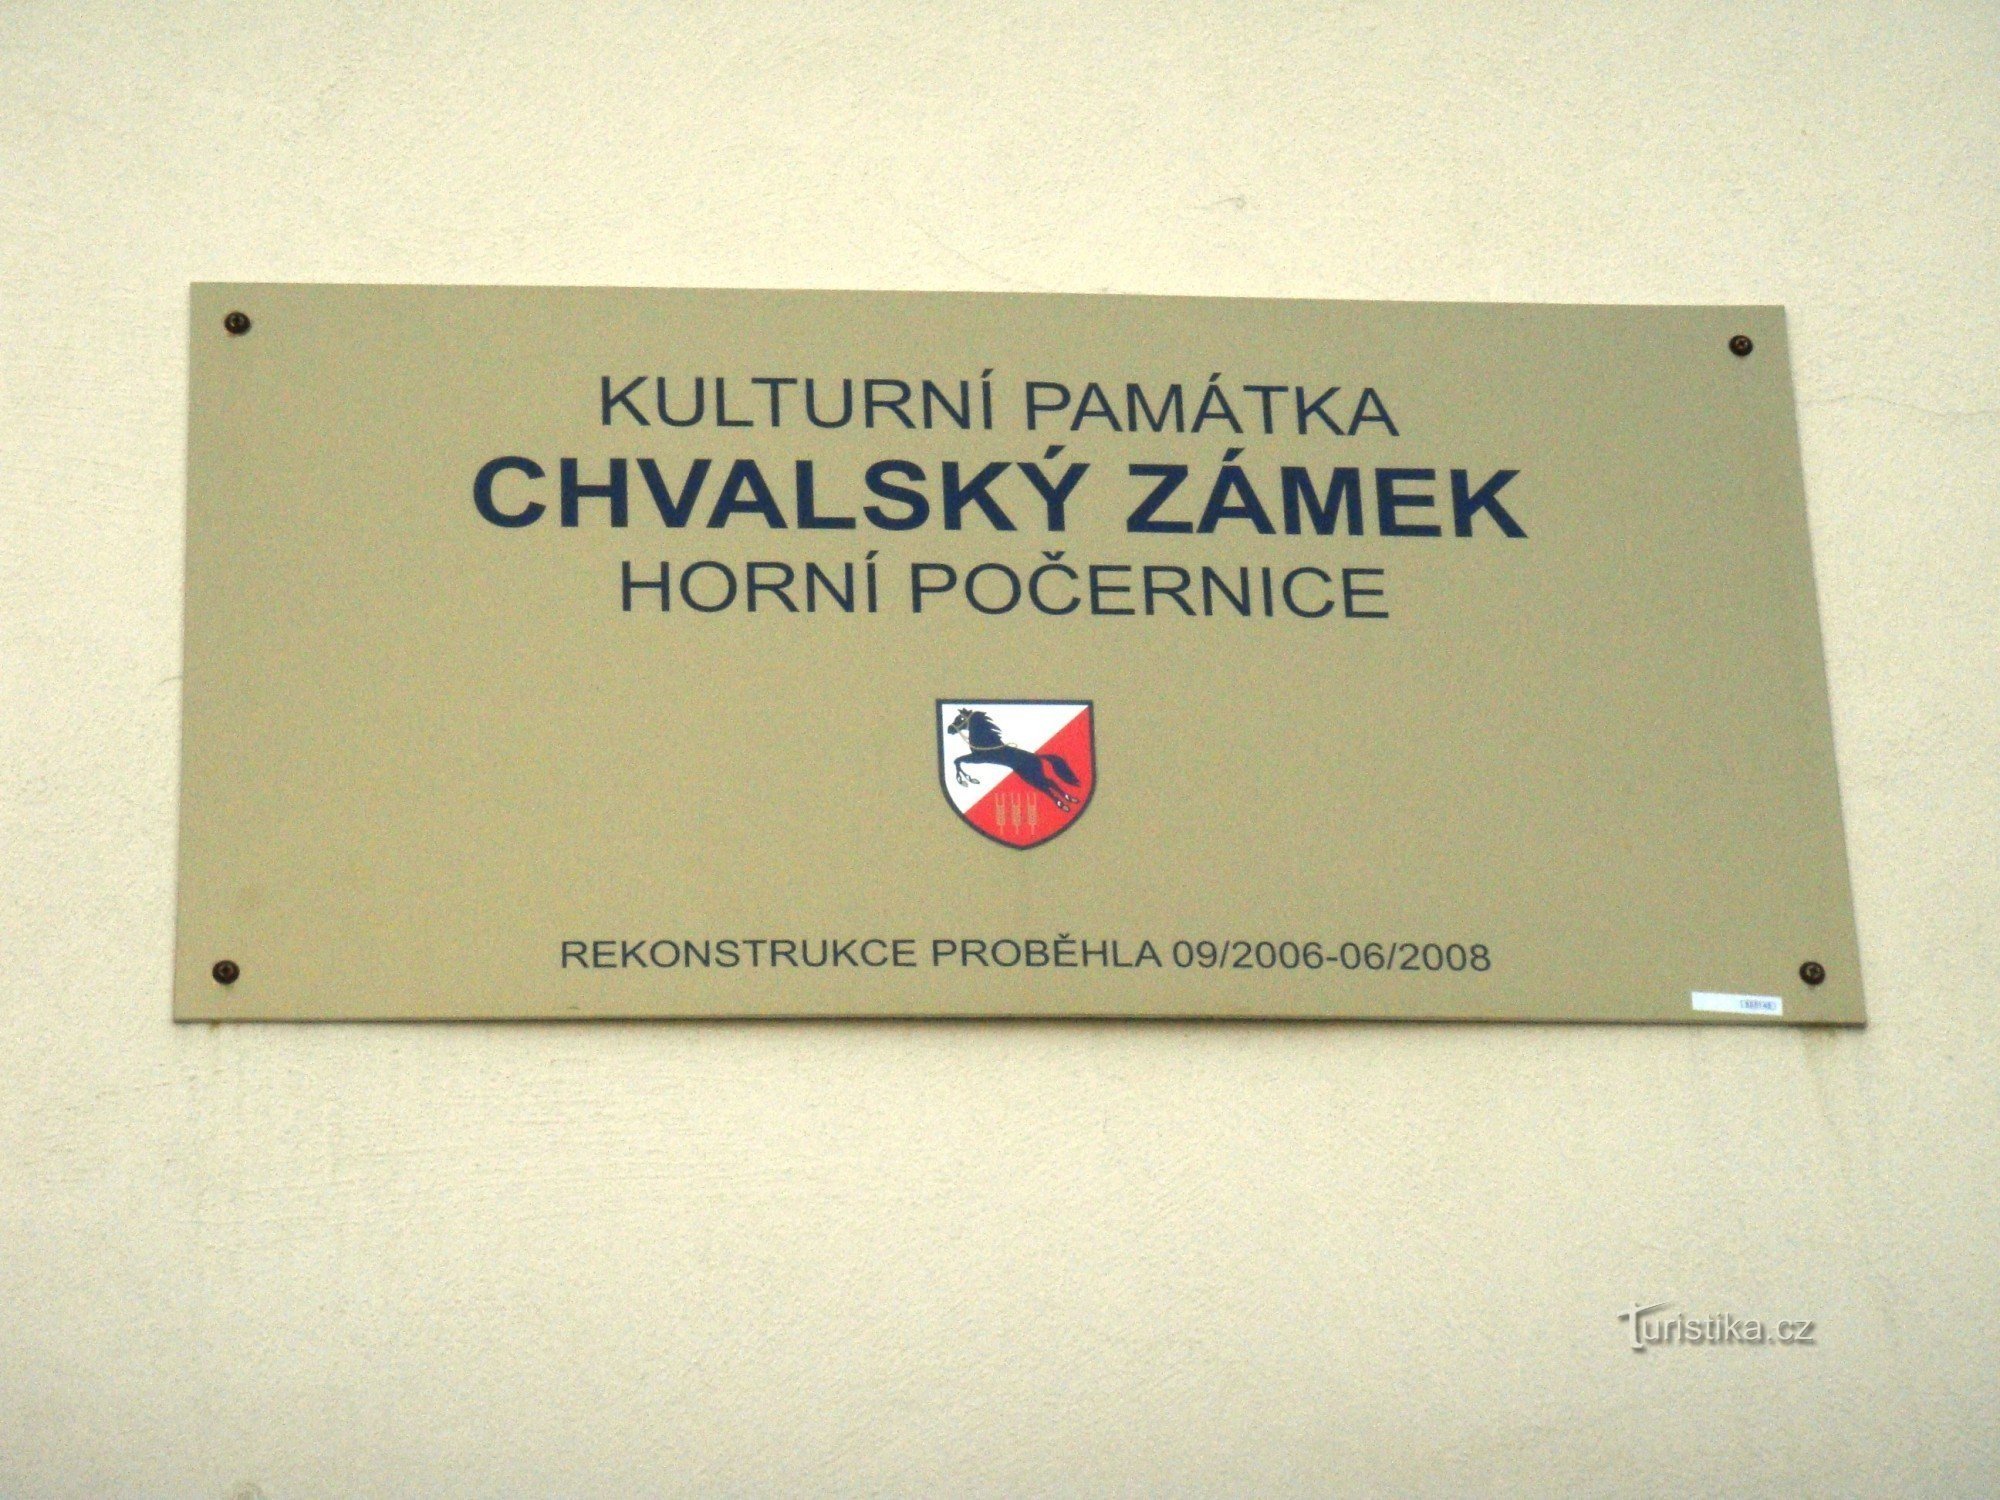 KULTURNÍ PAMÁTKA
CHVALSKÝ ZÁMEK
HORNÍ POČERNICE
REKONSTRUKCE PROBĚHLA 09/2006-06/2008
Turistika.cz